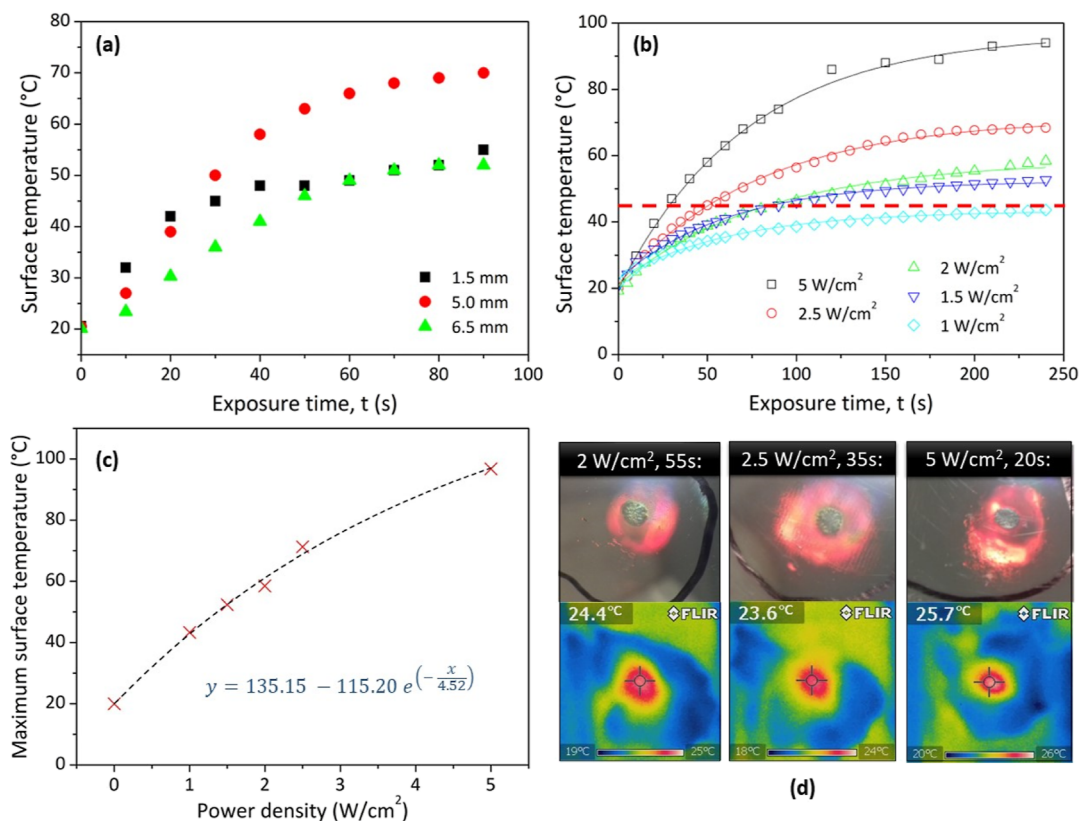 (a)
Surface temperature (°C)
80
70
60
50
40
30
20
0
20
40
60
80
100
Exposure time, t (s)
1.5 mm
5.0 mm
6.5 mm
(b)
Surface temperature (°C)
100
80
60
40
20
0
0
50
100
150
200
250
Exposure time, t (s)
5 W/cm²
2.5 W/cm²
2 W/cm²
1.5 W/cm²
1 W/cm²
(c)
Maximum surface temperature (°C)
100
80
60
40
20
0
0
1
2
3
4
5
Power density (W/cm²)
y = 135.15 − 115.20 e^(−x/4.52)
2 W/cm², 55s:
2.5 W/cm², 35s:
5 W/cm², 20s:
24.4°C
FLIR
19°C
25°C
23.6°C
FLIR
18°C
24°C
25.7°C
FLIR
20°C
26°C
(d)